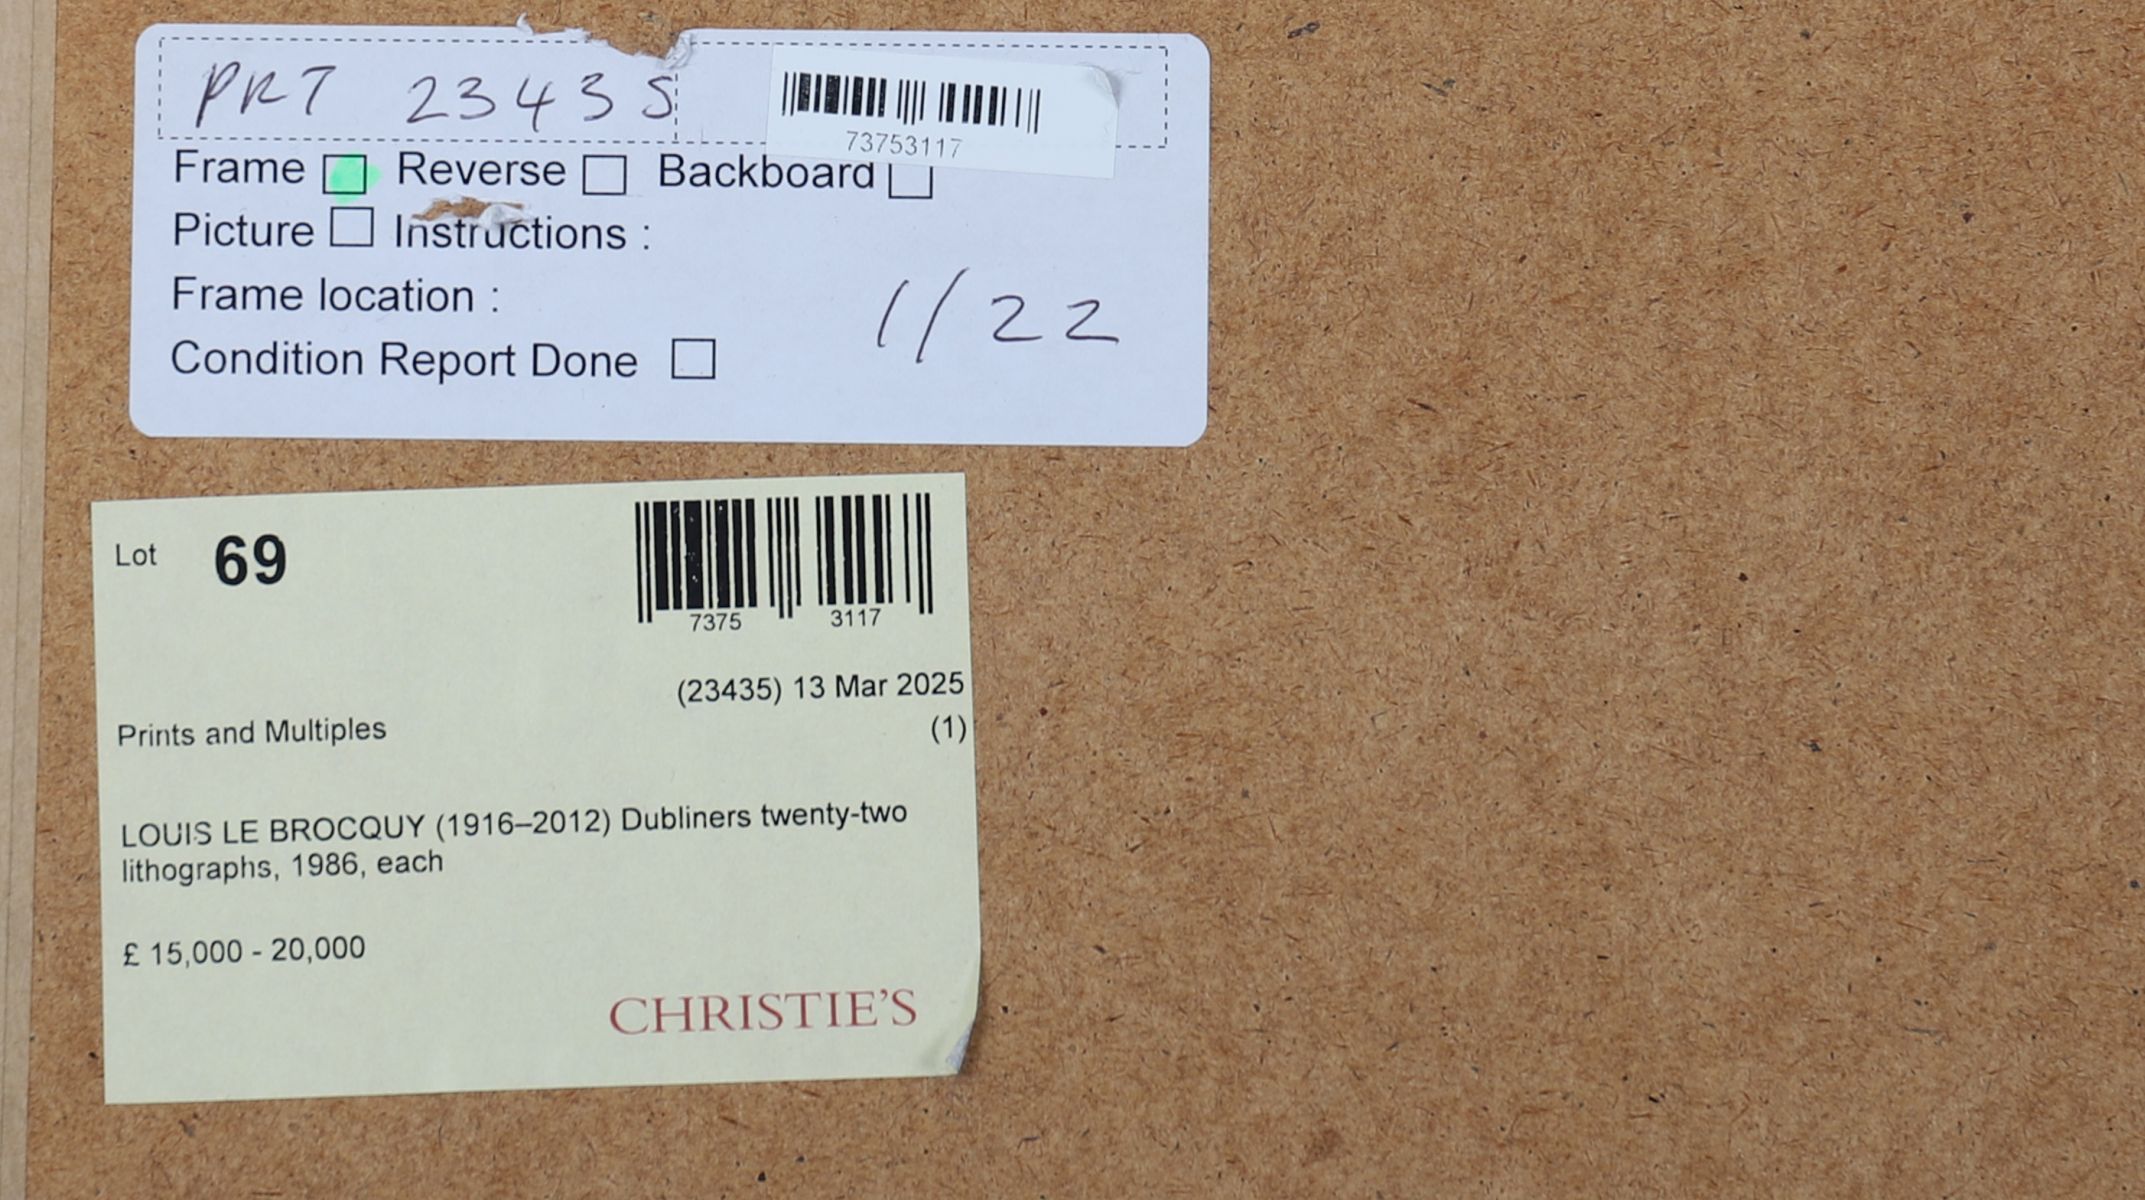 PRT 23435
73753117
Frame Reverse Backboard
Picture Instructions :
Frame location :
1/22
Condition Report Done
Lot 69
7375 3117
(23435) 13 Mar 2025
Prints and Multiples (1)
LOUIS LE BROCQUY (1916–2012) Dubliners twenty-two
lithographs, 1986, each
£ 15,000 - 20,000
CHRISTIE'S